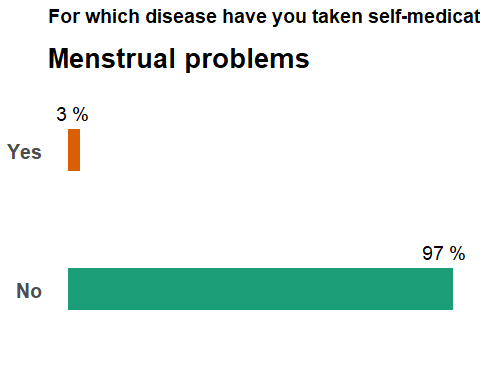 For which disease have you taken self-medicat
Menstrual problems
3 %
Yes
97 %
No